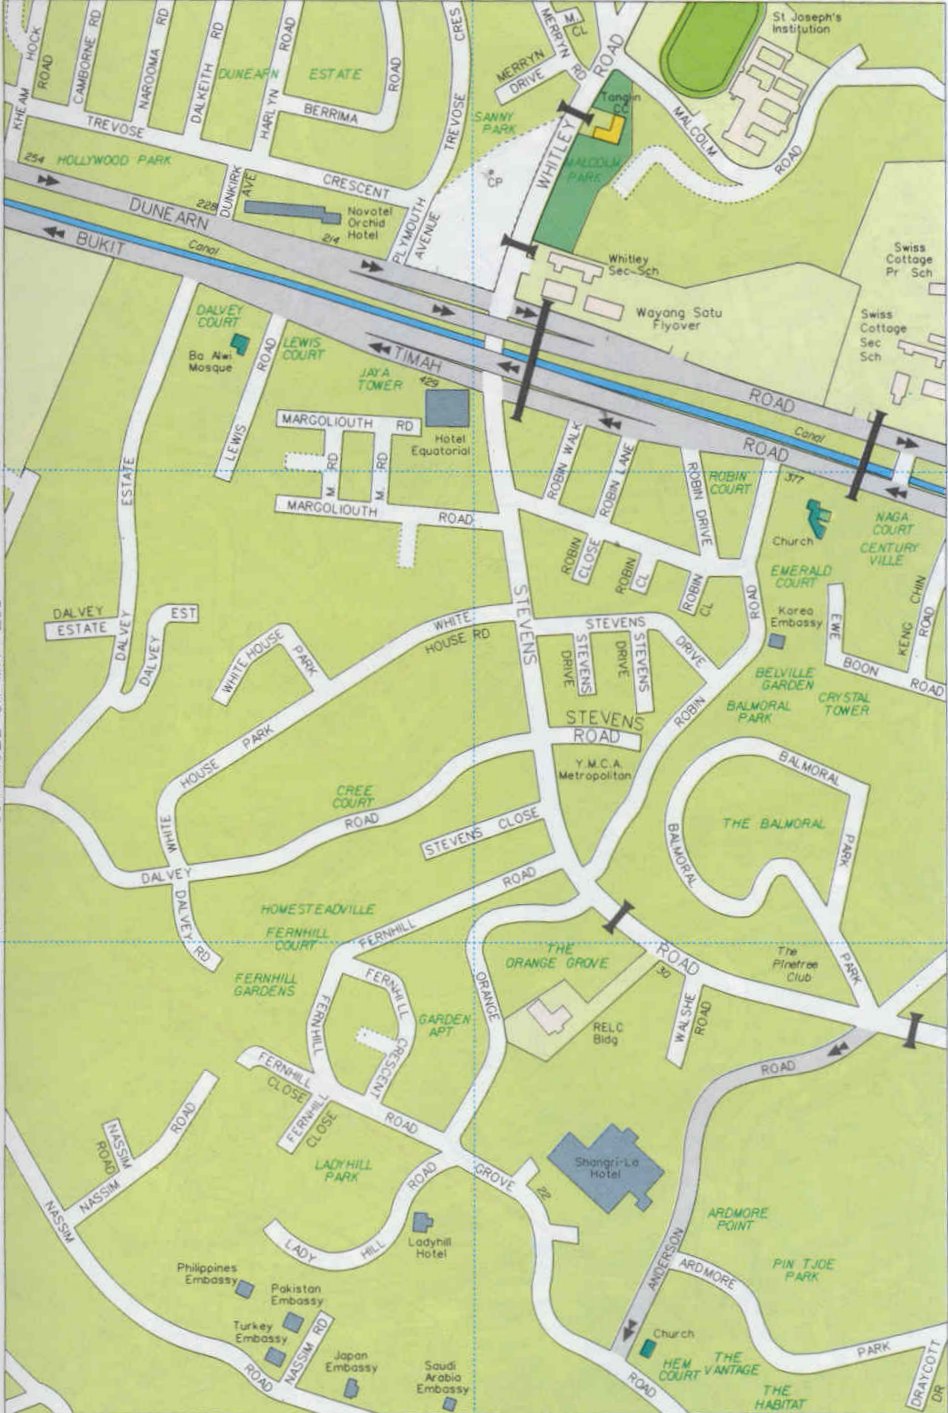 KHEAM
HOCK
ROAD
CAMBORNE RD
NAROOMA RD
DALKEITH RD
DUNEARN ESTATE
HARLYN ROAD
BERRIMA
ROAD
TREVOSE CRES
MERRYN RD
M.
CL
MERRYN
DRIVE
ROAD
St Joseph's
Institution
Tanglin
CC
SANNY
PARK
TREVOSE
CRESCENT
HOLLYWOOD PARK
254
WHITLEY
MALCOLM
PARK
MALCOLM
ROAD
CP
DUNKIRK
AVE
228
Novotel
Orchid
Hotel
214
PLYMOUTH
AVENUE
DUNEARN
BUKIT
Canal
Whitley
Sec Sch
Swiss
Cottage
Pr Sch
Wayang Satu
Flyover
Swiss
Cottage
Sec
Sch
DALVEY
COURT
Ba Alwi
Mosque
LEWIS
ROAD
LEWIS
COURT
JAYA
TOWER
429
TIMAH
ROAD
Canal
ROAD
377
Hotel
Equatorial
MARGOLIOUTH RD
M RD
M RD
MARGOLIOUTH ROAD
ROBIN WALK
ROBIN LANE
ROBIN DRIVE
ROBIN
COURT
Church
NAGA
COURT
CENTURY
VILLE
EMERALD
COURT
Korea
Embassy
ROBIN
CLOSE
ROBIN
CL
ROBIN
CL
ROAD
EWE
BOON
ROAD
KENG CHIN
ROAD
ESTATE
DALVEY
ESTATE
DALVEY
DALVEY
EST
WHITE HOUSE
PARK
WHITE
HOUSE RD
STEVENS
STEVENS
DRIVE
STEVENS
DRIVE
STEVENS
DRIVE
ROBIN
BELVILLE
GARDEN
BALMORAL
PARK
CRYSTAL
TOWER
STEVENS
ROAD
Y.M.C.A.
Metropolitan
WHITE HOUSE PARK
CREE
COURT
ROAD
STEVENS CLOSE
DALVEY
DALVEY RD
BALMORAL
PARK
THE BALMORAL
BALMORAL
PARK
HOMESTEADVILLE
FERNHILL
COURT
FERNHILL
GARDENS
FERNHILL ROAD
THE
ORANGE GROVE
ROAD
30
The
Pinetree
Club
FERNHILL
FERNHILL
CRESCENT
GARDEN
APT
ORANGE
RELC
Bldg
WALSHE
ROAD
ROAD
FERNHILL
CLOSE
FERNHILL
CLOSE
ROAD
GROVE
22
Shangri-La
Hotel
LADYHILL
PARK
NASSIM
ROAD
NASSIM
ROAD
NASSIM
LADY HILL ROAD
Ladyhill
Hotel
ARDMORE
POINT
ANDERSON
ARDMORE
PIN TJOE
PARK
Philippines
Embassy
Pakistan
Embassy
Turkey
Embassy
NASSIM RD
Japan
Embassy
Saudi
Arabia
Embassy
ROAD
Church
HEM
COURT
THE
VANTAGE
THE
HABITAT
PARK
ROAD
DRAYCOTT
DR